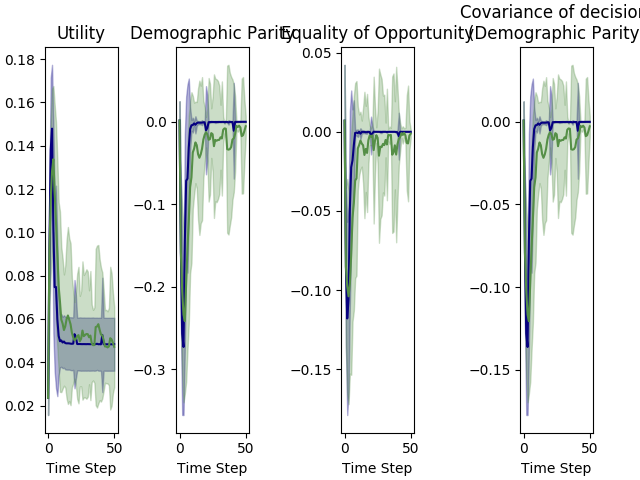 Utility
Demographic Parity
Equality of Opportunity
Covariance of decision
(Demographic Parity
0.18
0.16
0.14
0.12
0.10
0.08
0.06
0.04
0.02
0 50
Time Step
0.0
−0.1
−0.2
−0.3
0 50
Time Step
0.05
0.00
−0.05
−0.10
−0.15
0 50
Time Step
0.00
−0.05
−0.10
−0.15
0 50
Time Step